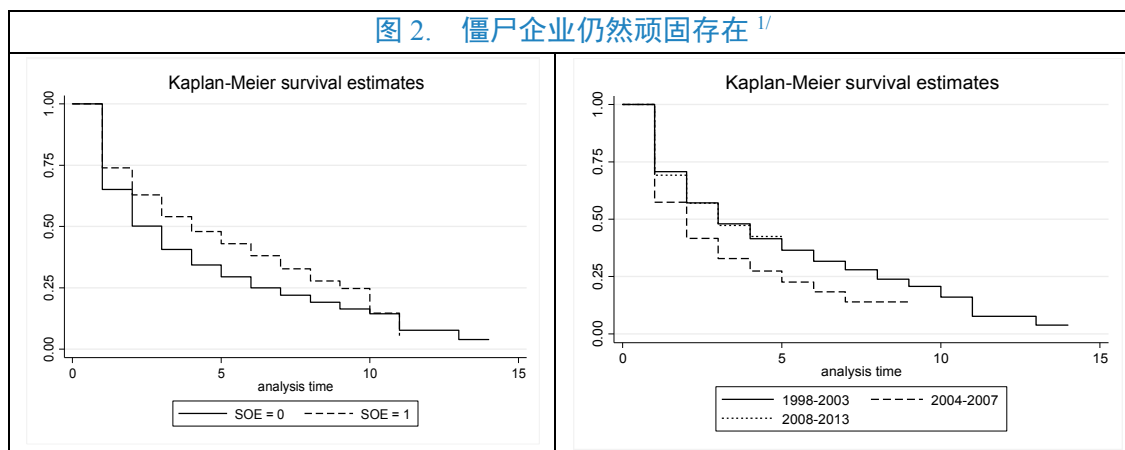 图 2. 僵尸企业仍然顽固存在 1/
Kaplan-Meier survival estimates
1.00
0.75
0.50
0.25
0.00
0 5 10 15
analysis time
SOE = 0 SOE = 1
Kaplan-Meier survival estimates
1.00
0.75
0.50
0.25
0.00
0 5 10 15
analysis time
1998-2003 2004-2007
2008-2013